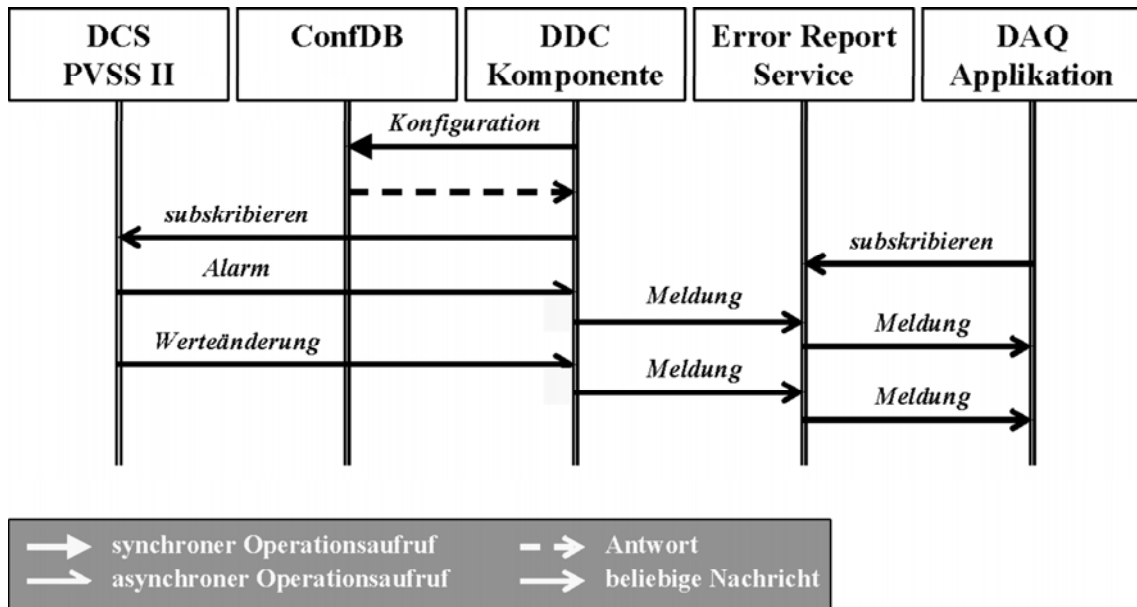 DCS
PVSS II
ConfDB
DDC
Komponente
Error Report
Service
DAQ
Applikation
Konfiguration
subskribieren
subskribieren
Alarm
Meldung
Meldung
Werteänderung
Meldung
Meldung
synchroner Operationsaufruf
Antwort
asynchroner Operationsaufruf
beliebige Nachricht